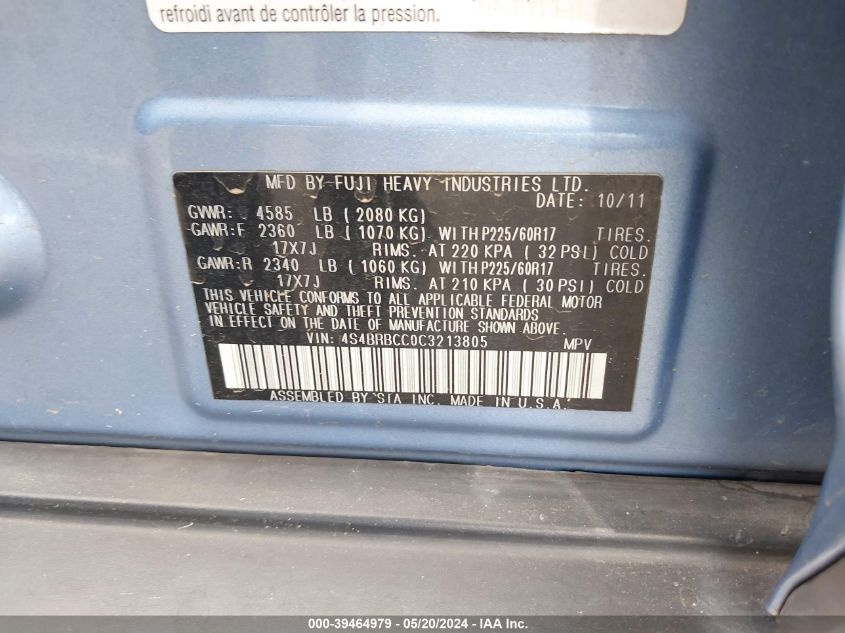 refroidi avant de contrôler la pression.
MFD BY FUJI HEAVY INDUSTRIES LTD.
DATE: 10/11
GVWR: 4585 LB ( 2080 KG)
GAWR:F 2360 LB ( 1070 KG) WITH P225/60R17 TIRES.
17X7J RIMS. AT 220 KPA ( 32 PSI) COLD
GAWR:R 2340 LB ( 1060 KG) WITH P225/60R17 TIRES.
17X7J RIMS. AT 210 KPA ( 30 PSI) COLD
THIS VEHICLE CONFORMS TO ALL APPLICABLE FEDERAL MOTOR
VEHICLE SAFETY AND THEFT PREVENTION STANDARDS
IN EFFECT ON THE DATE OF MANUFACTURE SHOWN ABOVE.
VIN: 4S4BRBCC0C3213805 MPV
ASSEMBLED BY SIA INC. MADE IN U.S.A.
000-39464979 - 05/20/2024 - IAA Inc.